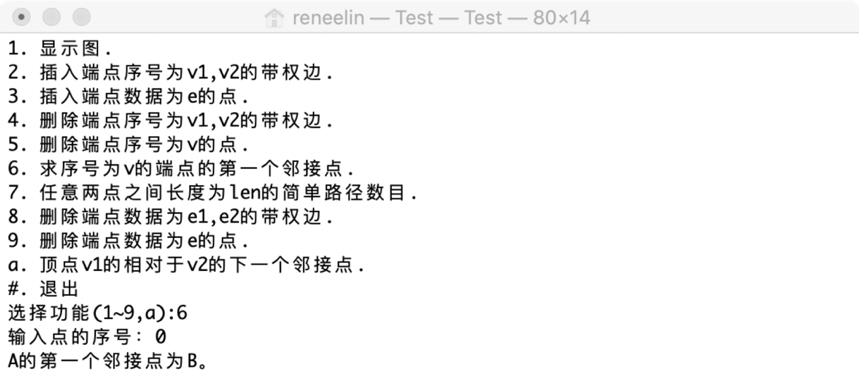 reneelin — Test — Test — 80×14
1. 显示图.
2. 插入端点序号为v1,v2的带权边.
3. 插入端点数据为e的点.
4. 删除端点序号为v1,v2的带权边.
5. 删除端点序号为v的点.
6. 求序号为v的端点的第一个邻接点.
7. 任意两点之间长度为len的简单路径数目.
8. 删除端点数据为e1,e2的带权边.
9. 删除端点数据为e的点.
a. 顶点v1的相对于v2的下一个邻接点.
#. 退出
选择功能(1~9,a):6
输入点的序号: 0
A的第一个邻接点为B。